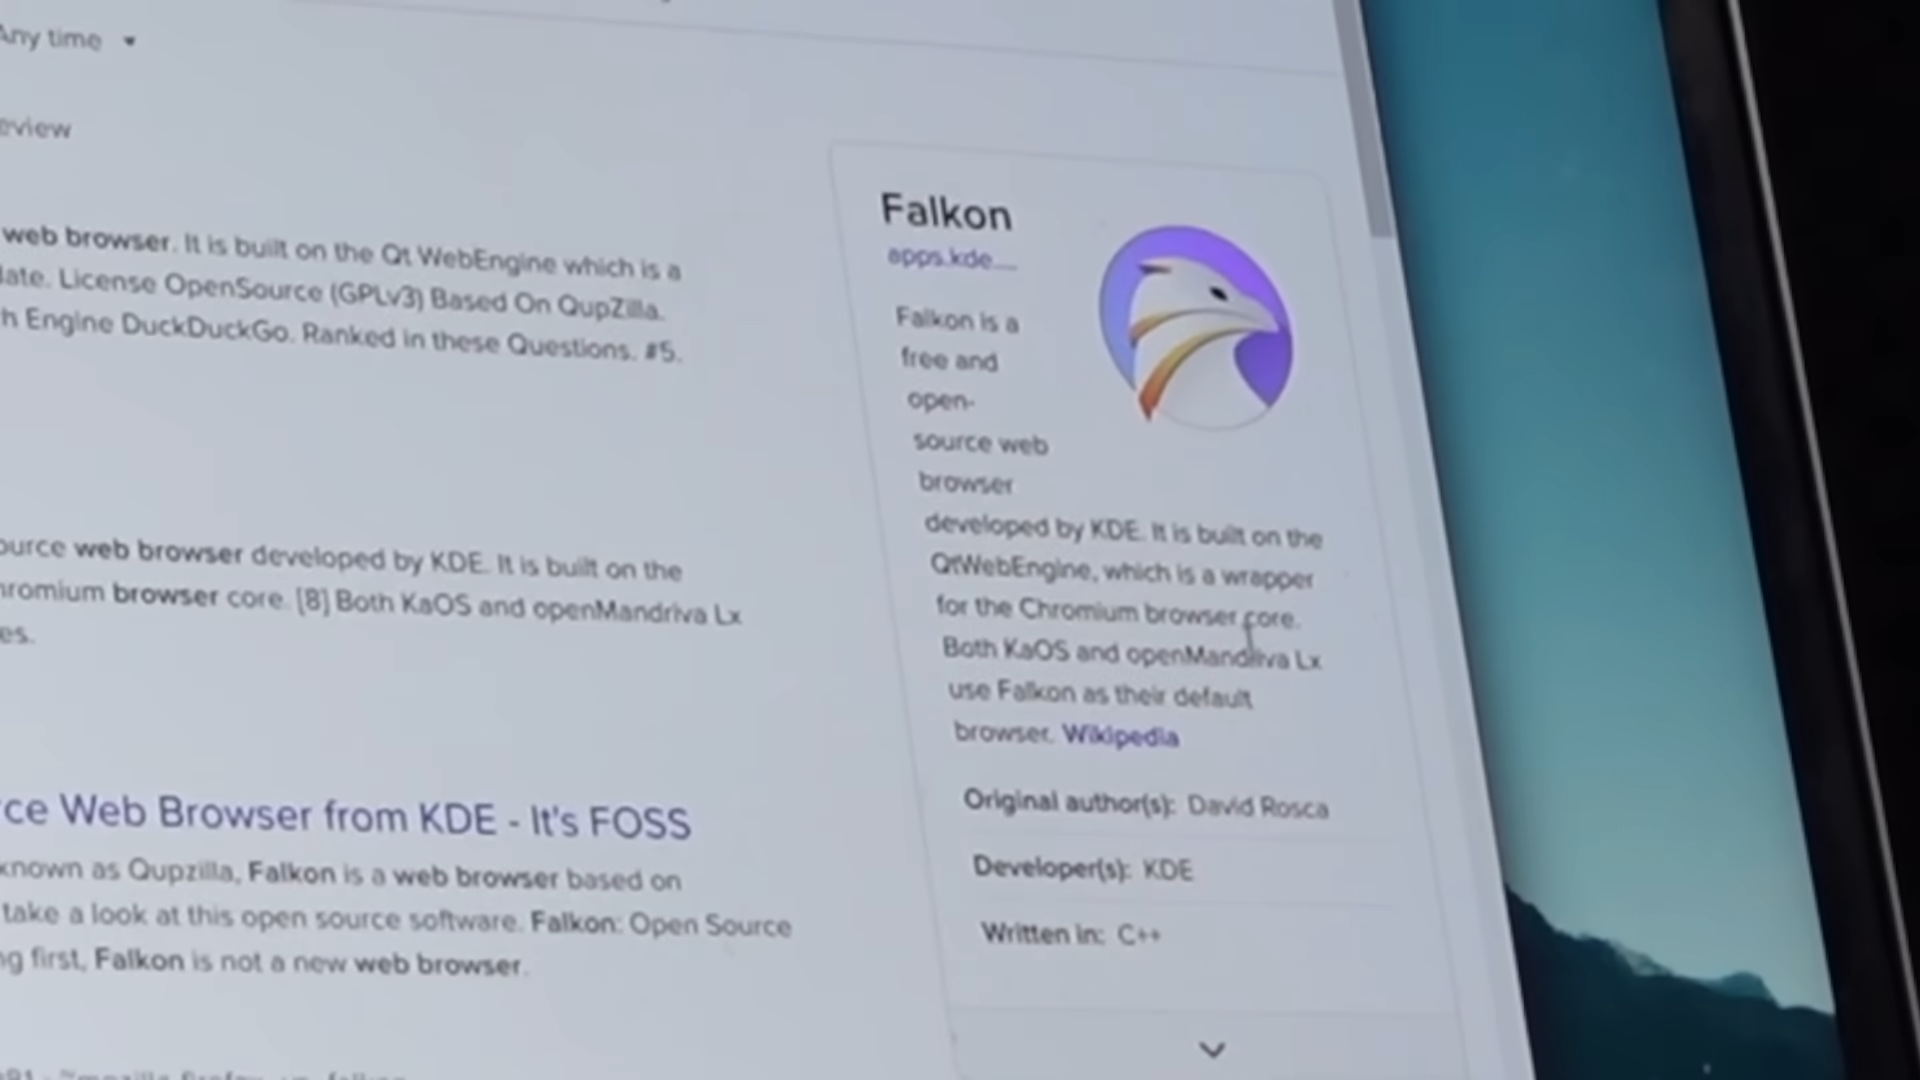 Any time
eview
web browser. It is built on the Qt WebEngine which is a
late. License OpenSource (GPLv3) Based On QupZilla.
h Engine DuckDuckGo. Ranked in these Questions. #5.
ource web browser developed by KDE. It is built on the
hromium browser core. [8] Both KaOS and openMandriva Lx
es.
ce Web Browser from KDE - It's FOSS
known as Qupzilla, Falkon is a web browser based on
take a look at this open source software. Falkon: Open Source
ng first, Falkon is not a new web browser.
Falkon
apps.kde....
Falkon is a
free and
open-
source web
browser
developed by KDE. It is built on the
QtWebEngine, which is a wrapper
for the Chromium browser core.
Both KaOS and openMandriva Lx
use Falkon as their default
browser. Wikipedia
Original author(s): David Rosca
Developer(s): KDE
Written in: C++